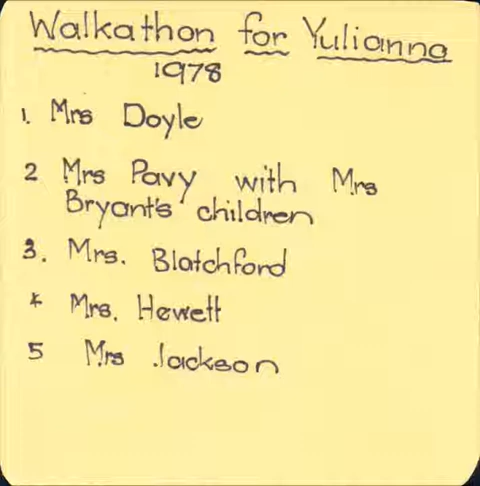 Walkathon for Yulianna
1978
1. Mrs Doyle
2 Mrs Pavy with Mrs
Bryant's children
3. Mrs. Blatchford
4 Mrs. Hewett
5 Mrs Jackson